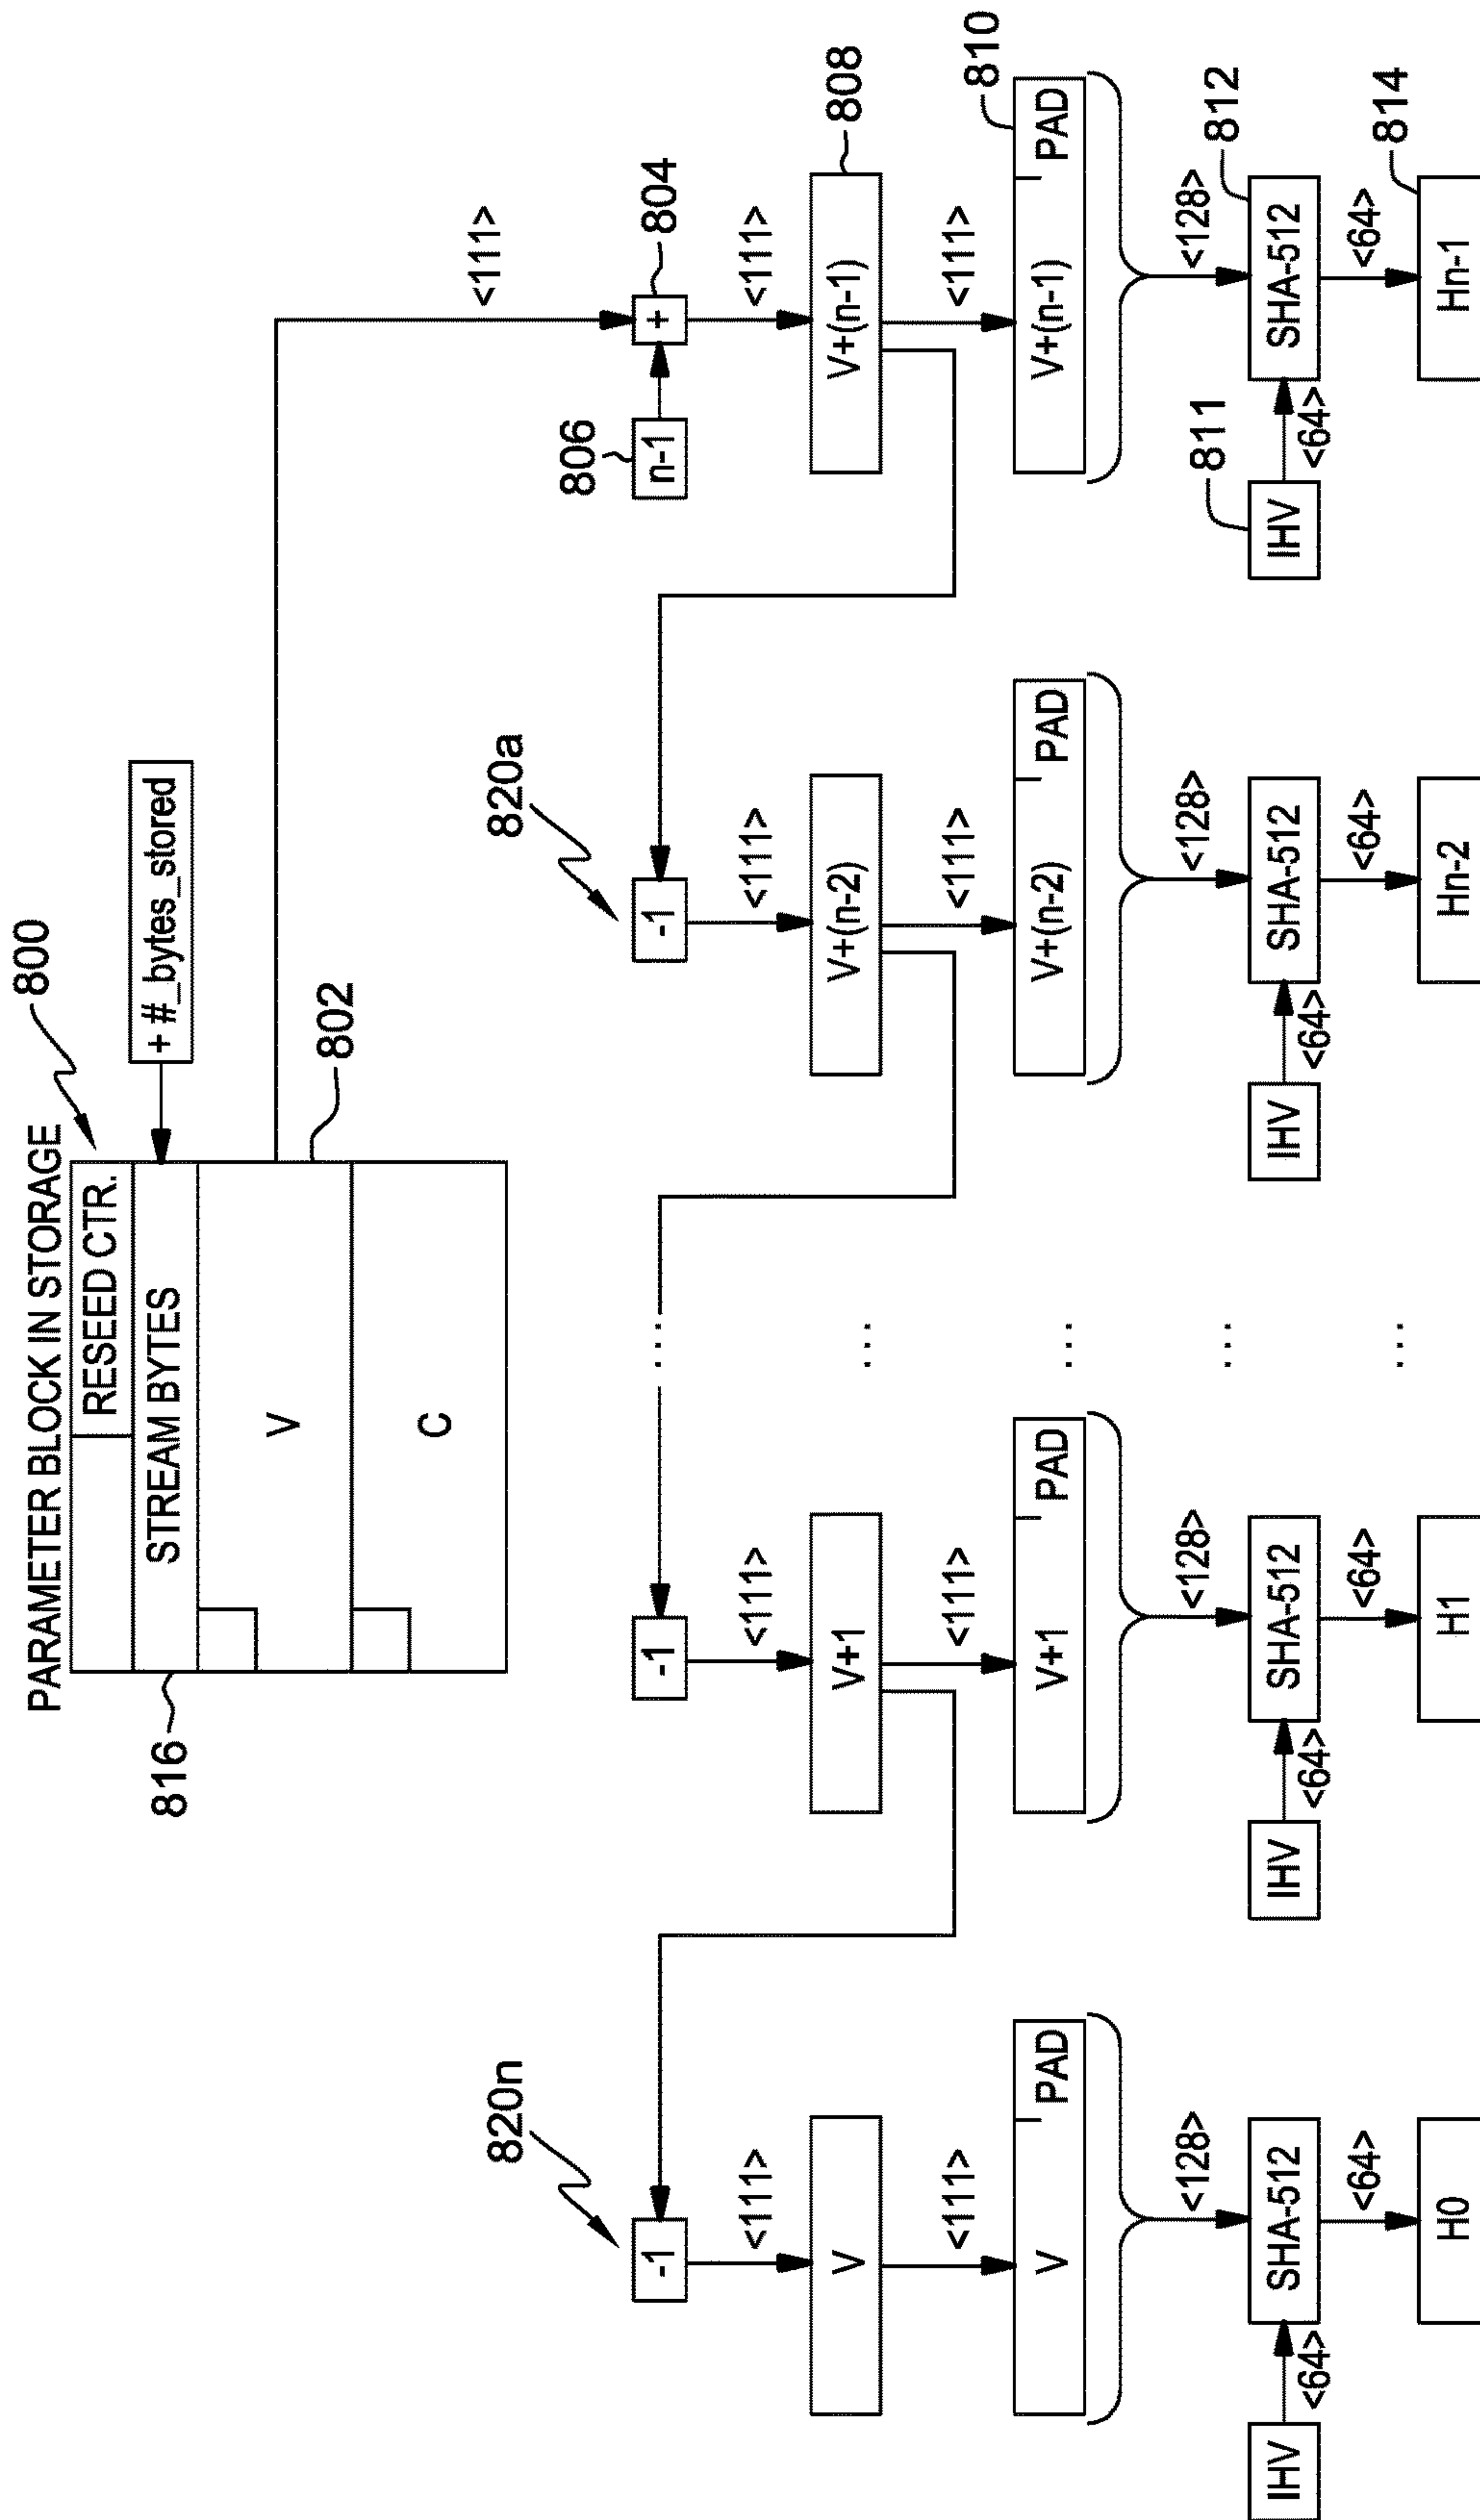 PARAMETER BLOCK IN STORAGE
800
RESEED CTR.
816
STREAM BYTES
+ #_bytes_stored
V
802
C
<111>
820n
820a
806
804
-1
-1
...
-1
n-1
+
<111>
<111>
<111>
<111>
808
V
V+1
...
V+(n-2)
V+(n-1)
<111>
<111>
<111>
<111>
810
V
PAD
V+1
PAD
...
V+(n-2)
PAD
V+(n-1)
PAD
<128>
<128>
<128>
<128>
811
812
IHV
SHA-512
IHV
SHA-512
...
IHV
SHA-512
IHV
SHA-512
<64>
<64>
<64>
<64>
<64>
<64>
<64>
<64>
814
H0
H1
...
Hn-2
Hn-1